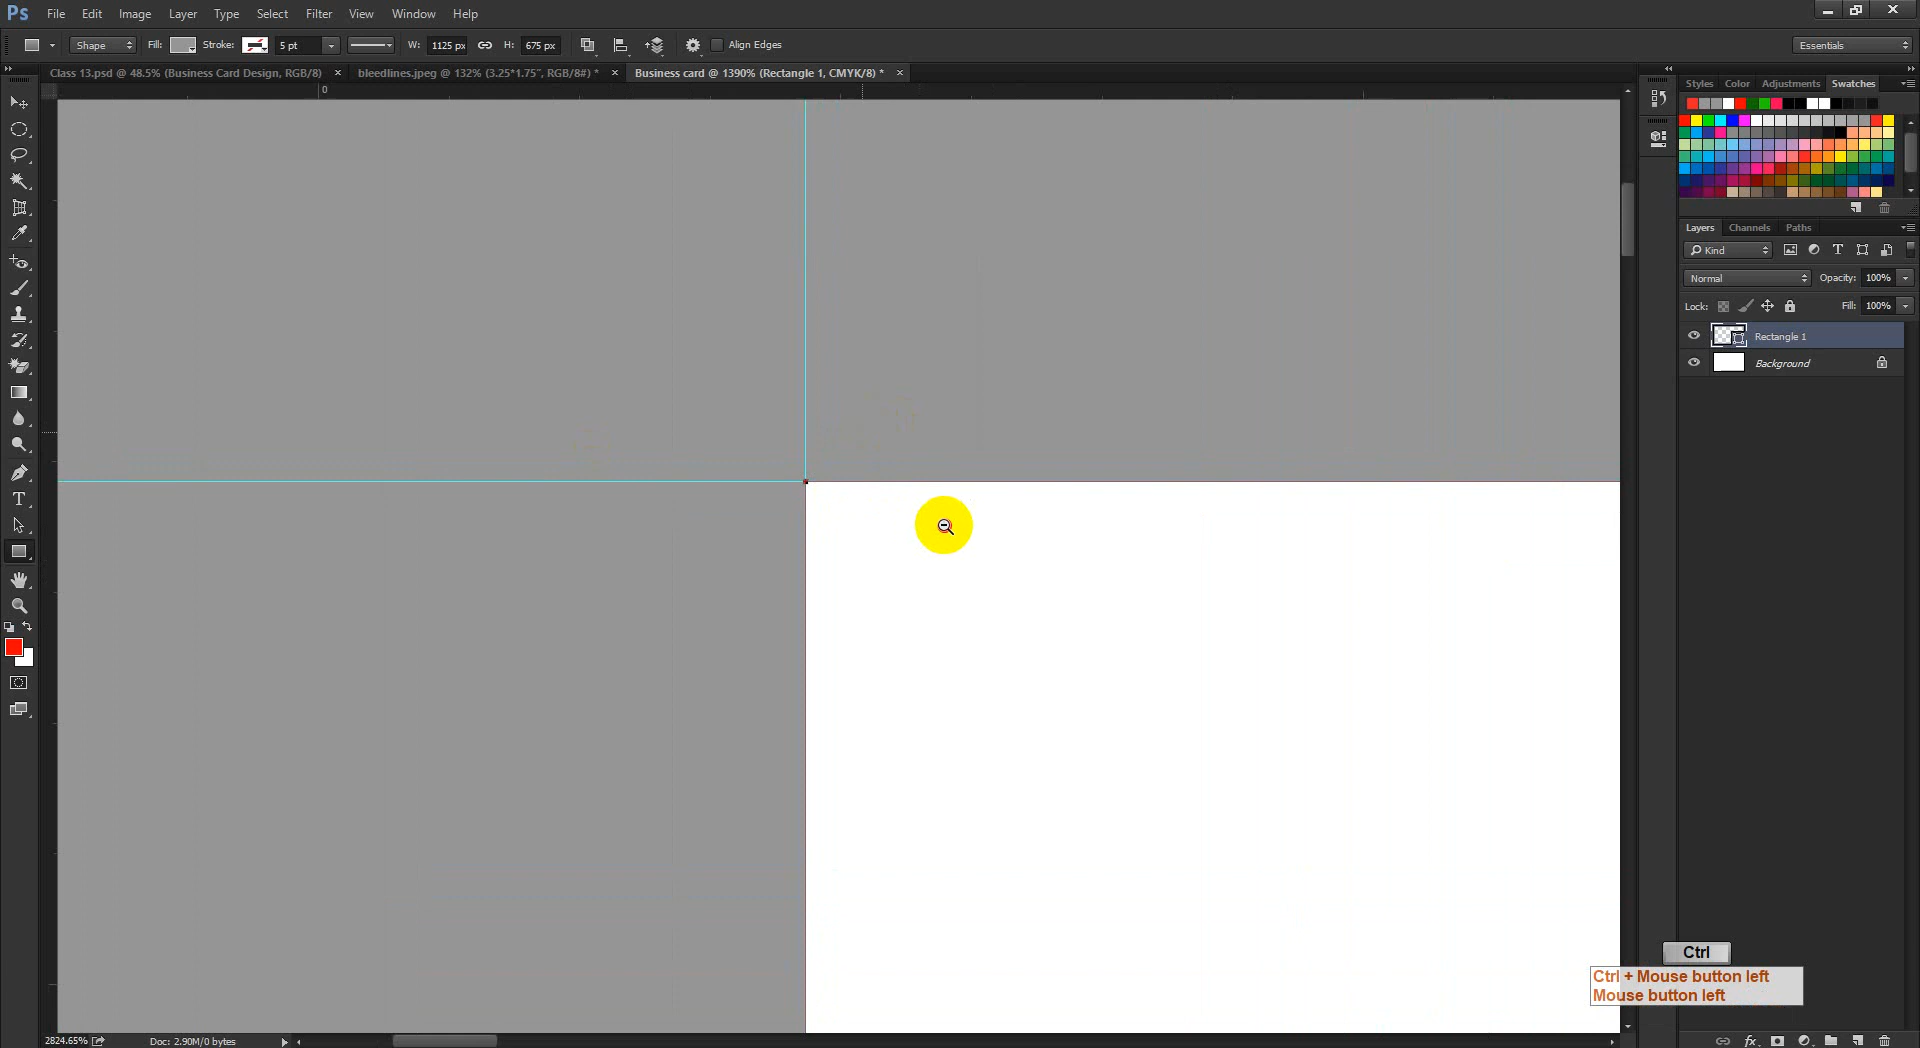 Ps File Edit Image Layer Type Select Filter View Window Help
Shape Fill: Stroke: 5 pt W: 1125 px H: 675 px Align Edges Essentials
Class 13.psd @ 48.5% (Business Card Design, RGB/8) × bleedlines.jpeg @ 132% (3.25*1.75", RGB/8#) * × Business card @ 1390% (Rectangle 1, CMYK/8) * ×
0
Styles Color Adjustments Swatches
Layers Channels Paths
Kind
Normal Opacity: 100%
Lock: Fill: 100%
Rectangle 1
Background
Ctrl
Ctrl + Mouse button left
Mouse button left
2824.65% Doc: 2.90M/0 bytes